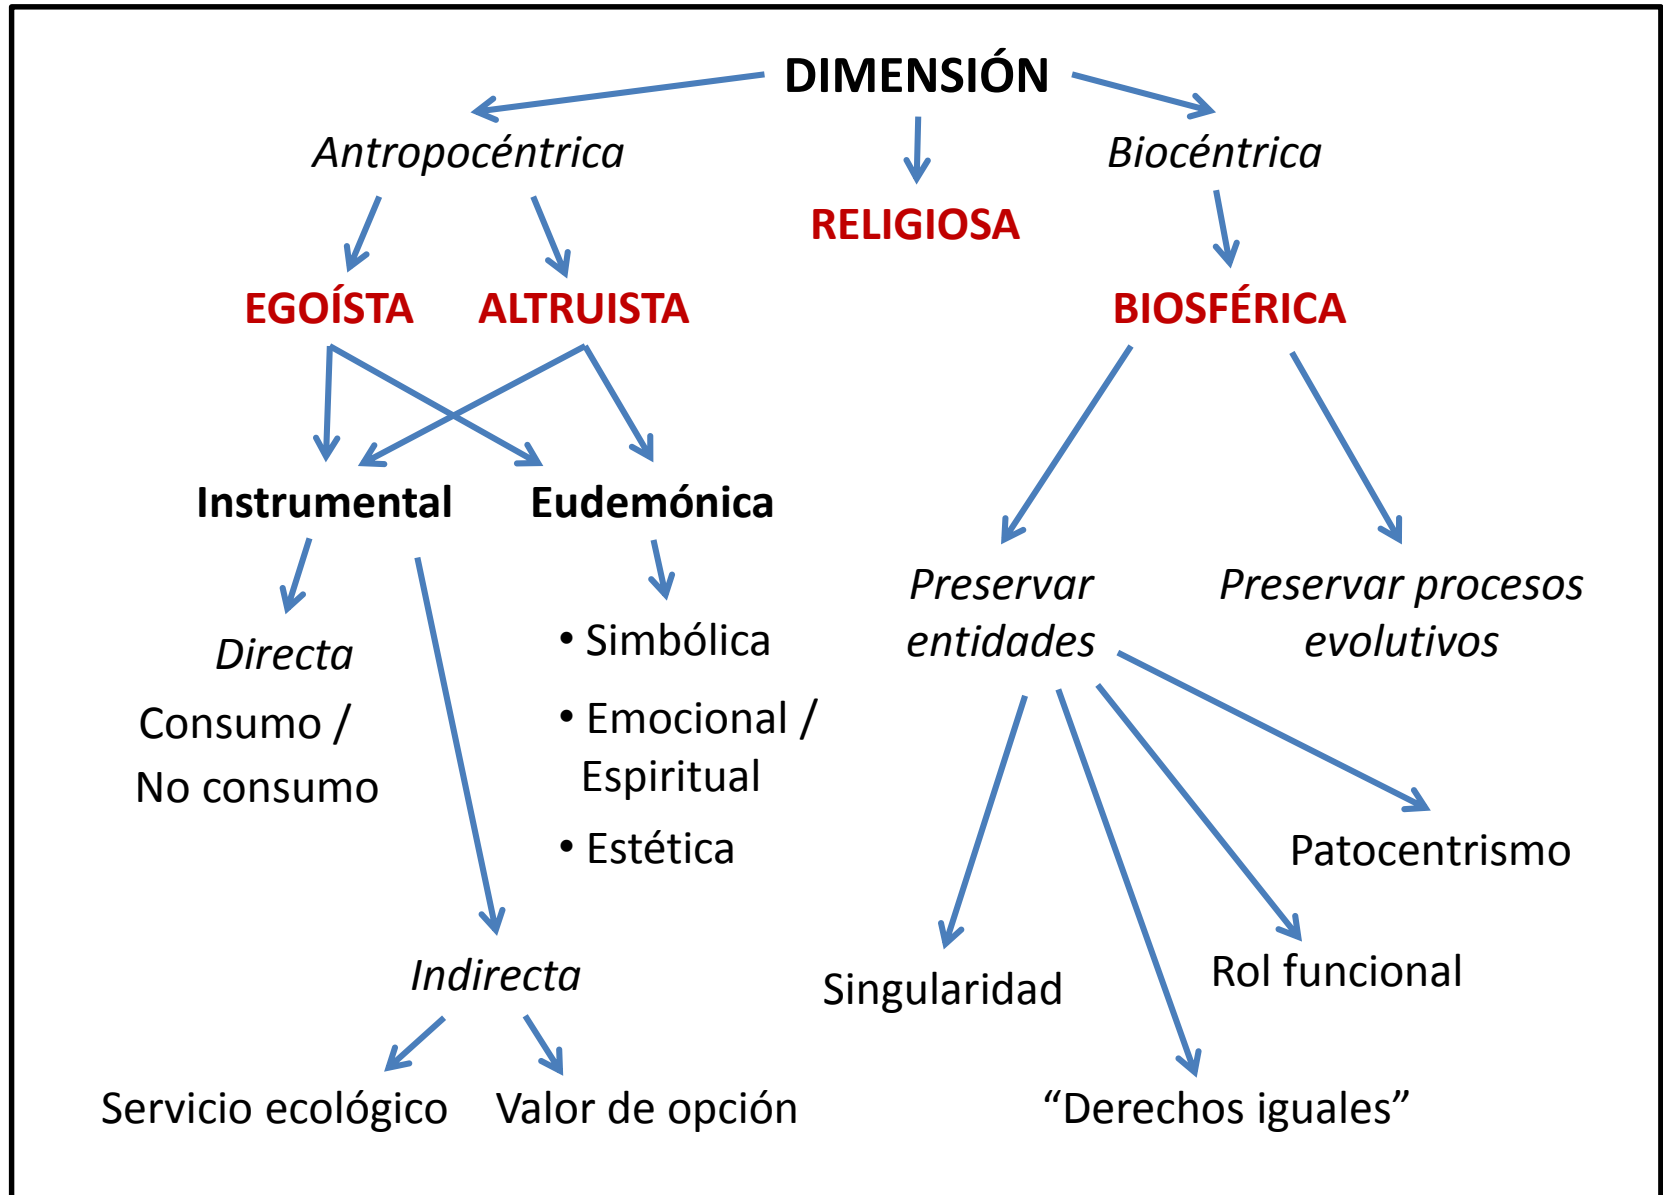 DIMENSIÓN
Antropocéntrica
Biocéntrica
RELIGIOSA
EGOÍSTA
ALTRUISTA
BIOSFÉRICA
Instrumental
Eudemónica
Directa
Consumo /
No consumo
• Simbólica
• Emocional /
Espiritual
• Estética
Indirecta
Servicio ecológico
Valor de opción
Preservar
entidades
Preservar procesos
evolutivos
Patocentrismo
Rol funcional
Singularidad
“Derechos iguales”